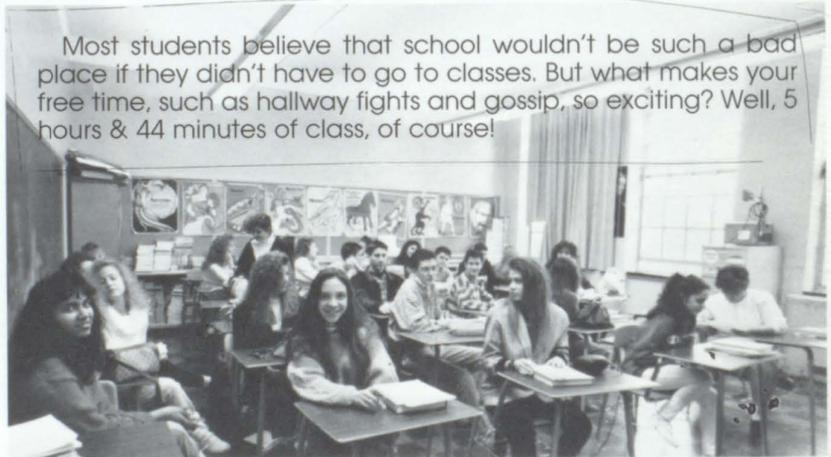 Most students believe that school wouldn't be such a bad
place if they didn't have to go to classes. But what makes your
free time, such as hallway fights and gossip, so exciting? Well, 5
hours & 44 minutes of class, of course!